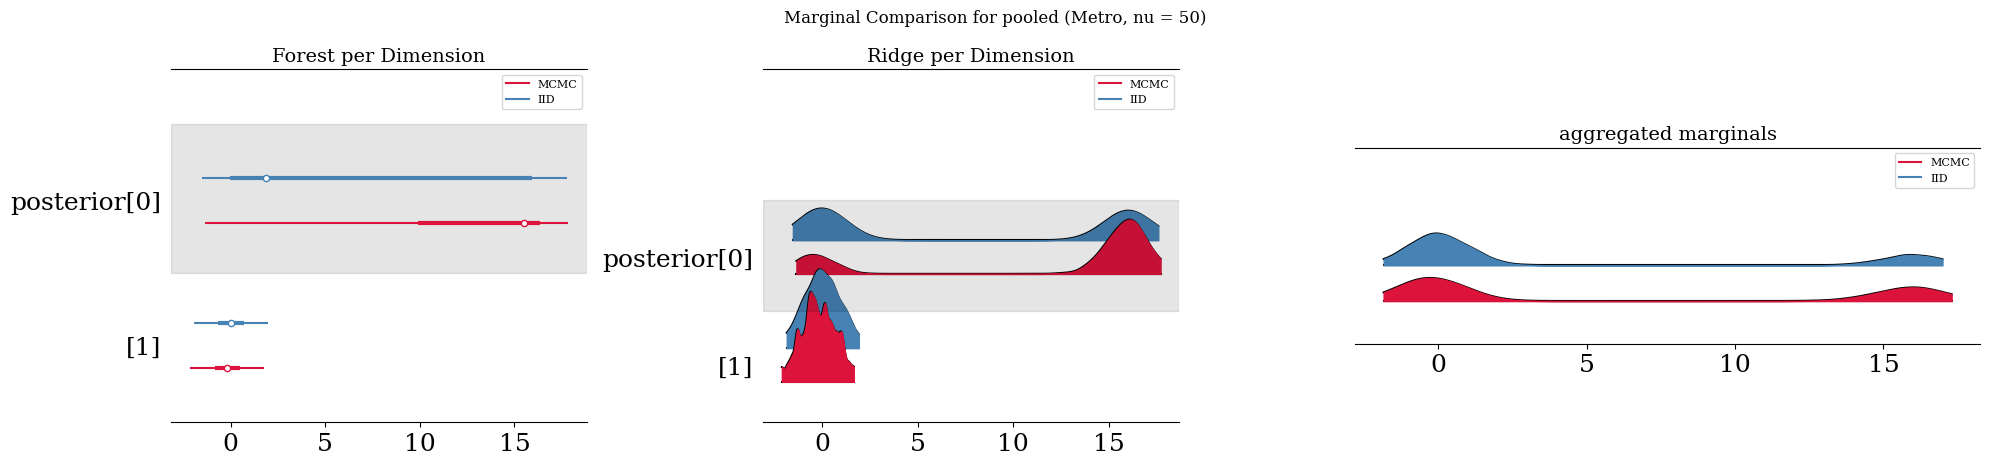 Marginal Comparison for pooled (Metro, nu = 50)
Forest per Dimension
MCMC
IID
posterior[0]
[1]
0 5 10 15
Ridge per Dimension
MCMC
IID
posterior[0]
[1]
0 5 10 15
aggregated marginals
MCMC
IID
0 5 10 15